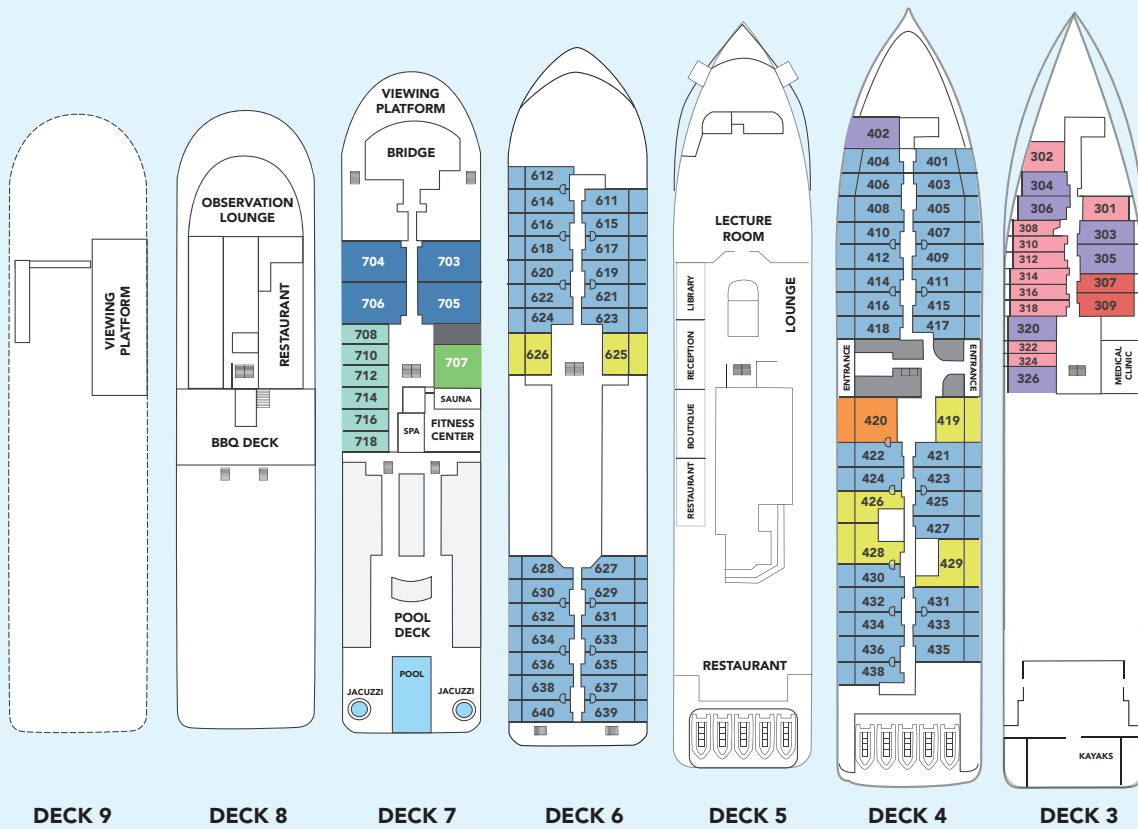 VIEWING
PLATFORM
DECK 9
OBSERVATION
LOUNGE
RESTAURANT
BBQ DECK
DECK 8
VIEWING
PLATFORM
BRIDGE
704
703
706
705
708
710
707
712
714
SAUNA
716
SPA
FITNESS
CENTER
718
POOL
DECK
POOL
JACUZZI
JACUZZI
DECK 7
612
614
611
616
615
618
617
620
619
622
621
624
623
626
625
628
627
630
629
632
631
634
633
636
635
638
637
640
639
DECK 6
LECTURE
ROOM
LIBRARY
LOUNGE
RECEPTION
BOUTIQUE
RESTAURANT
RESTAURANT
DECK 5
402
404
401
406
403
408
405
410
407
412
409
414
411
416
415
418
417
ENTRANCE
ENTRANCE
420
419
422
421
424
423
426
425
427
428
429
430
432
431
434
433
436
435
438
DECK 4
302
304
306
301
308
303
310
312
305
314
307
316
309
318
320
322
324
326
MEDICAL
CLINIC
KAYAKS
DECK 3